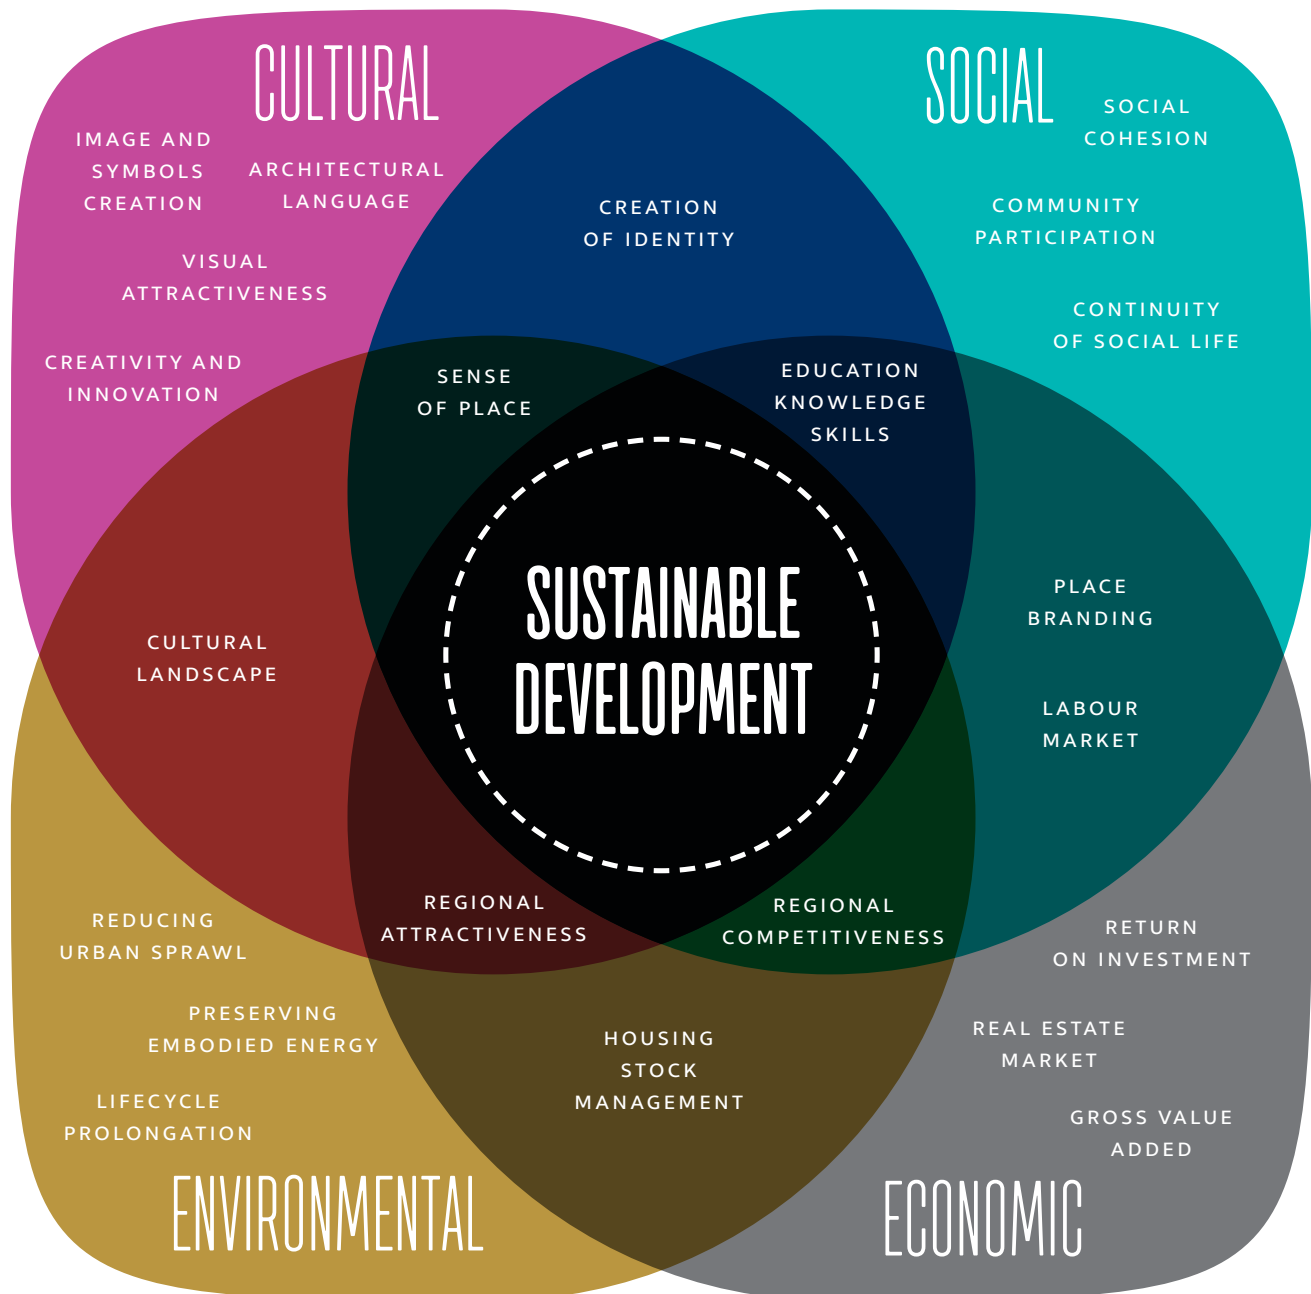 CULTURAL
IMAGE AND
SYMBOLS
CREATION
ARCHITECTURAL
LANGUAGE
VISUAL
ATTRACTIVENESS
CREATIVITY AND
INNOVATION
SOCIAL
SOCIAL
COHESION
COMMUNITY
PARTICIPATION
CONTINUITY
OF SOCIAL LIFE
CREATION
OF IDENTITY
SENSE
OF PLACE
EDUCATION
KNOWLEDGE
SKILLS
SUSTAINABLE
DEVELOPMENT
CULTURAL
LANDSCAPE
PLACE
BRANDING
LABOUR
MARKET
REGIONAL
ATTRACTIVENESS
REGIONAL
COMPETITIVENESS
HOUSING
STOCK
MANAGEMENT
REDUCING
URBAN SPRAWL
PRESERVING
EMBODIED ENERGY
LIFECYCLE
PROLONGATION
ENVIRONMENTAL
RETURN
ON INVESTMENT
REAL ESTATE
MARKET
GROSS VALUE
ADDED
ECONOMIC